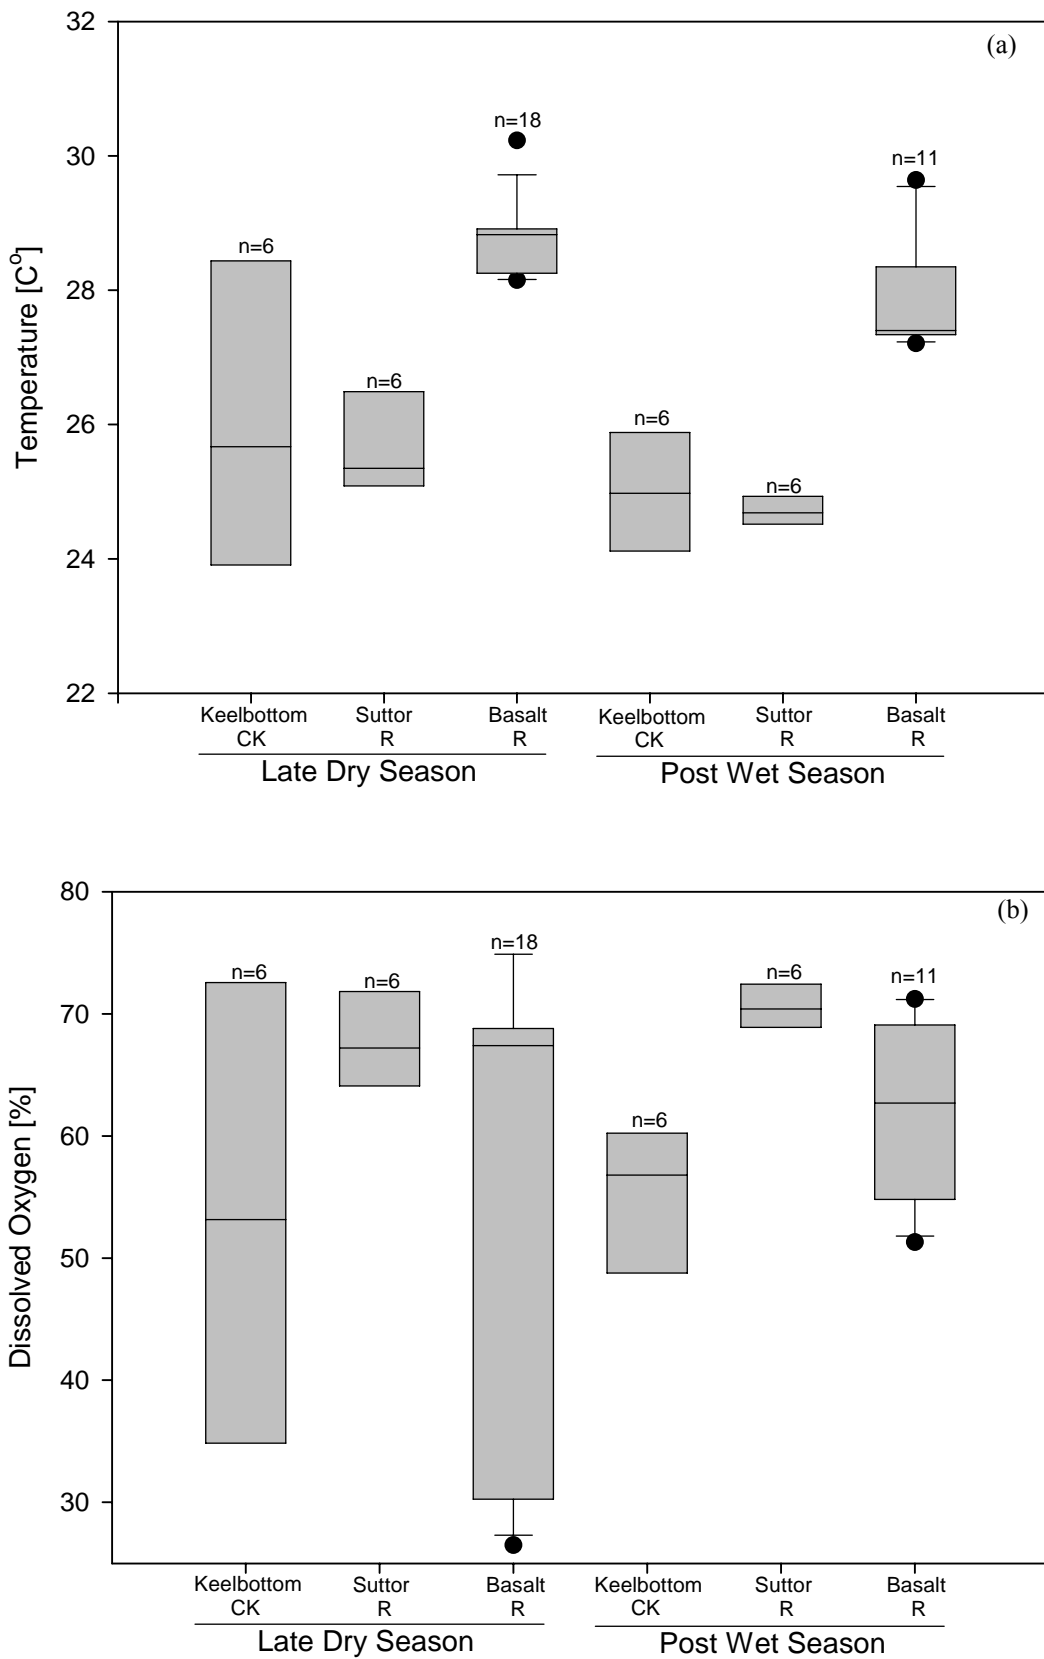 (a)
32
30
28
26
24
22
Temperature [C°]
n=6
n=6
n=18
n=6
n=6
n=11
Keelbottom
CK
Suttor
R
Basalt
R
Keelbottom
CK
Suttor
R
Basalt
R
Late Dry Season
Post Wet Season
(b)
80
70
60
50
40
30
Dissolved Oxygen [%]
n=6
n=6
n=18
n=6
n=6
n=11
Keelbottom
CK
Suttor
R
Basalt
R
Keelbottom
CK
Suttor
R
Basalt
R
Late Dry Season
Post Wet Season